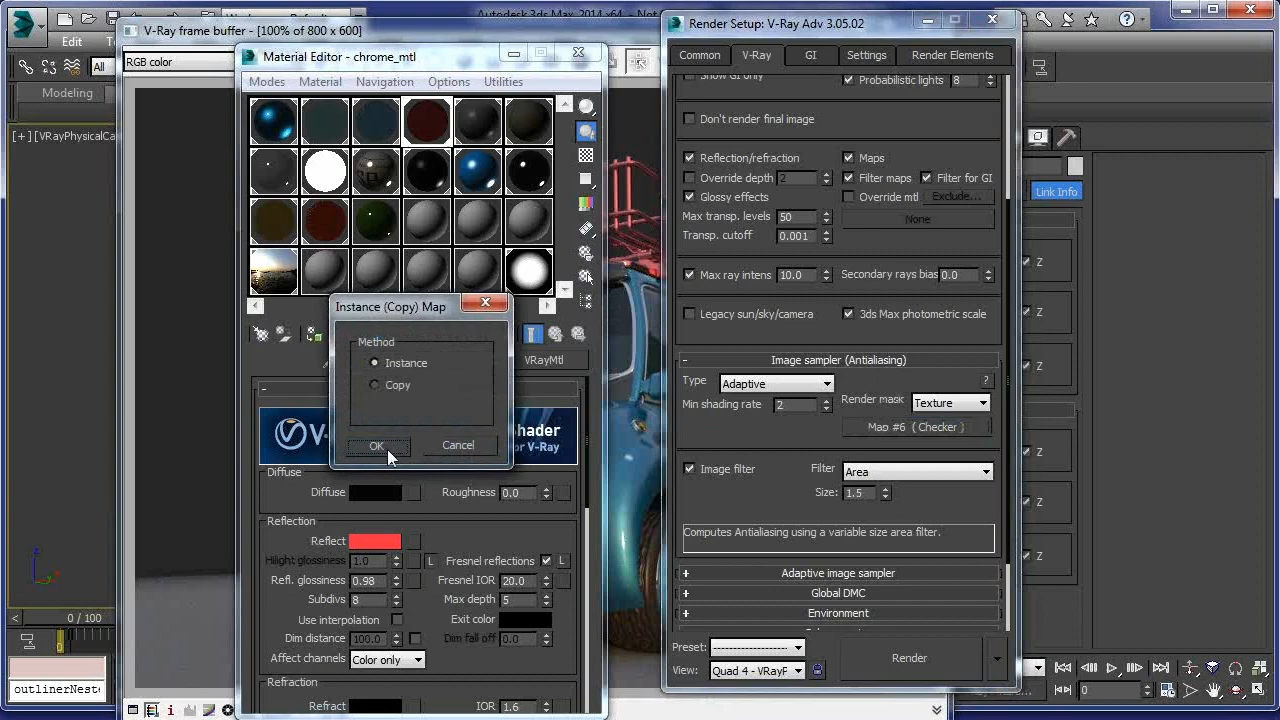 Autodesk 3ds Max 2014 x64
Edit
All
Modeling
[+] [VRayPhysicalCa
0 / 100
outlinerNeste
V-Ray frame buffer - [100% of 800 x 600]
RGB color
Material Editor - chrome_mtl
Modes Material Navigation Options Utilities
Instance (Copy) Map
Method
Instance
Copy
OK Cancel
VRayMtl
V-
Shader
for V-Ray
Diffuse
Diffuse Roughness 0.0
Reflection
Reflect
Hilight glossiness 1.0 L Fresnel reflections L
Refl. glossiness 0.98 Fresnel IOR 20.0
Subdivs 8 Max depth 5
Use interpolation Exit color
Dim distance 100.0 Dim fall off 0.0
Affect channels Color only
Refraction
Refract IOR 1.6
Render Setup: V-Ray Adv 3.05.02
Common V-Ray GI Settings Render Elements
Show GI only Probabilistic lights 8
Don't render final image
Reflection/refraction Maps
Override depth 2 Filter maps Filter for GI
Glossy effects Override mtl Exclude...
Max transp. levels 50 None
Transp. cutoff 0.001
Max ray intens 10.0 Secondary rays bias 0.0
Legacy sun/sky/camera 3ds Max photometric scale
- Image sampler (Antialiasing)
Type Adaptive ?
Min shading rate 2 Render mask Texture
Map #6 ( Checker )
Image filter Filter Area
Size: 1.5
Computes Antialiasing using a variable size area filter.
+ Adaptive image sampler
+ Global DMC
+ Environment
Preset: --------------------
View: Quad 4 - VRayP
Render
Link Info
Z
Z
Z
Z
Z
Z
0